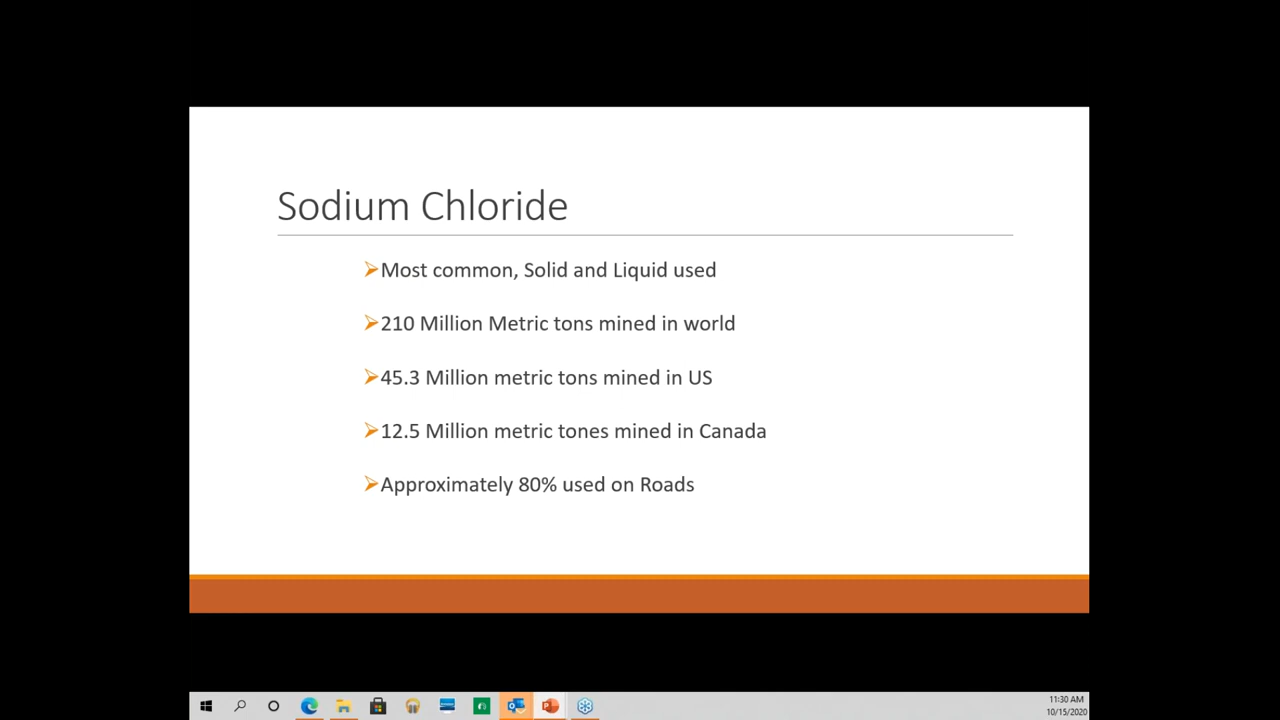 Sodium Chloride
Most common, Solid and Liquid used
210 Million Metric tons mined in world
45.3 Million metric tons mined in US
12.5 Million metric tones mined in Canada
Approximately 80% used on Roads
11:30 AM
10/15/2020